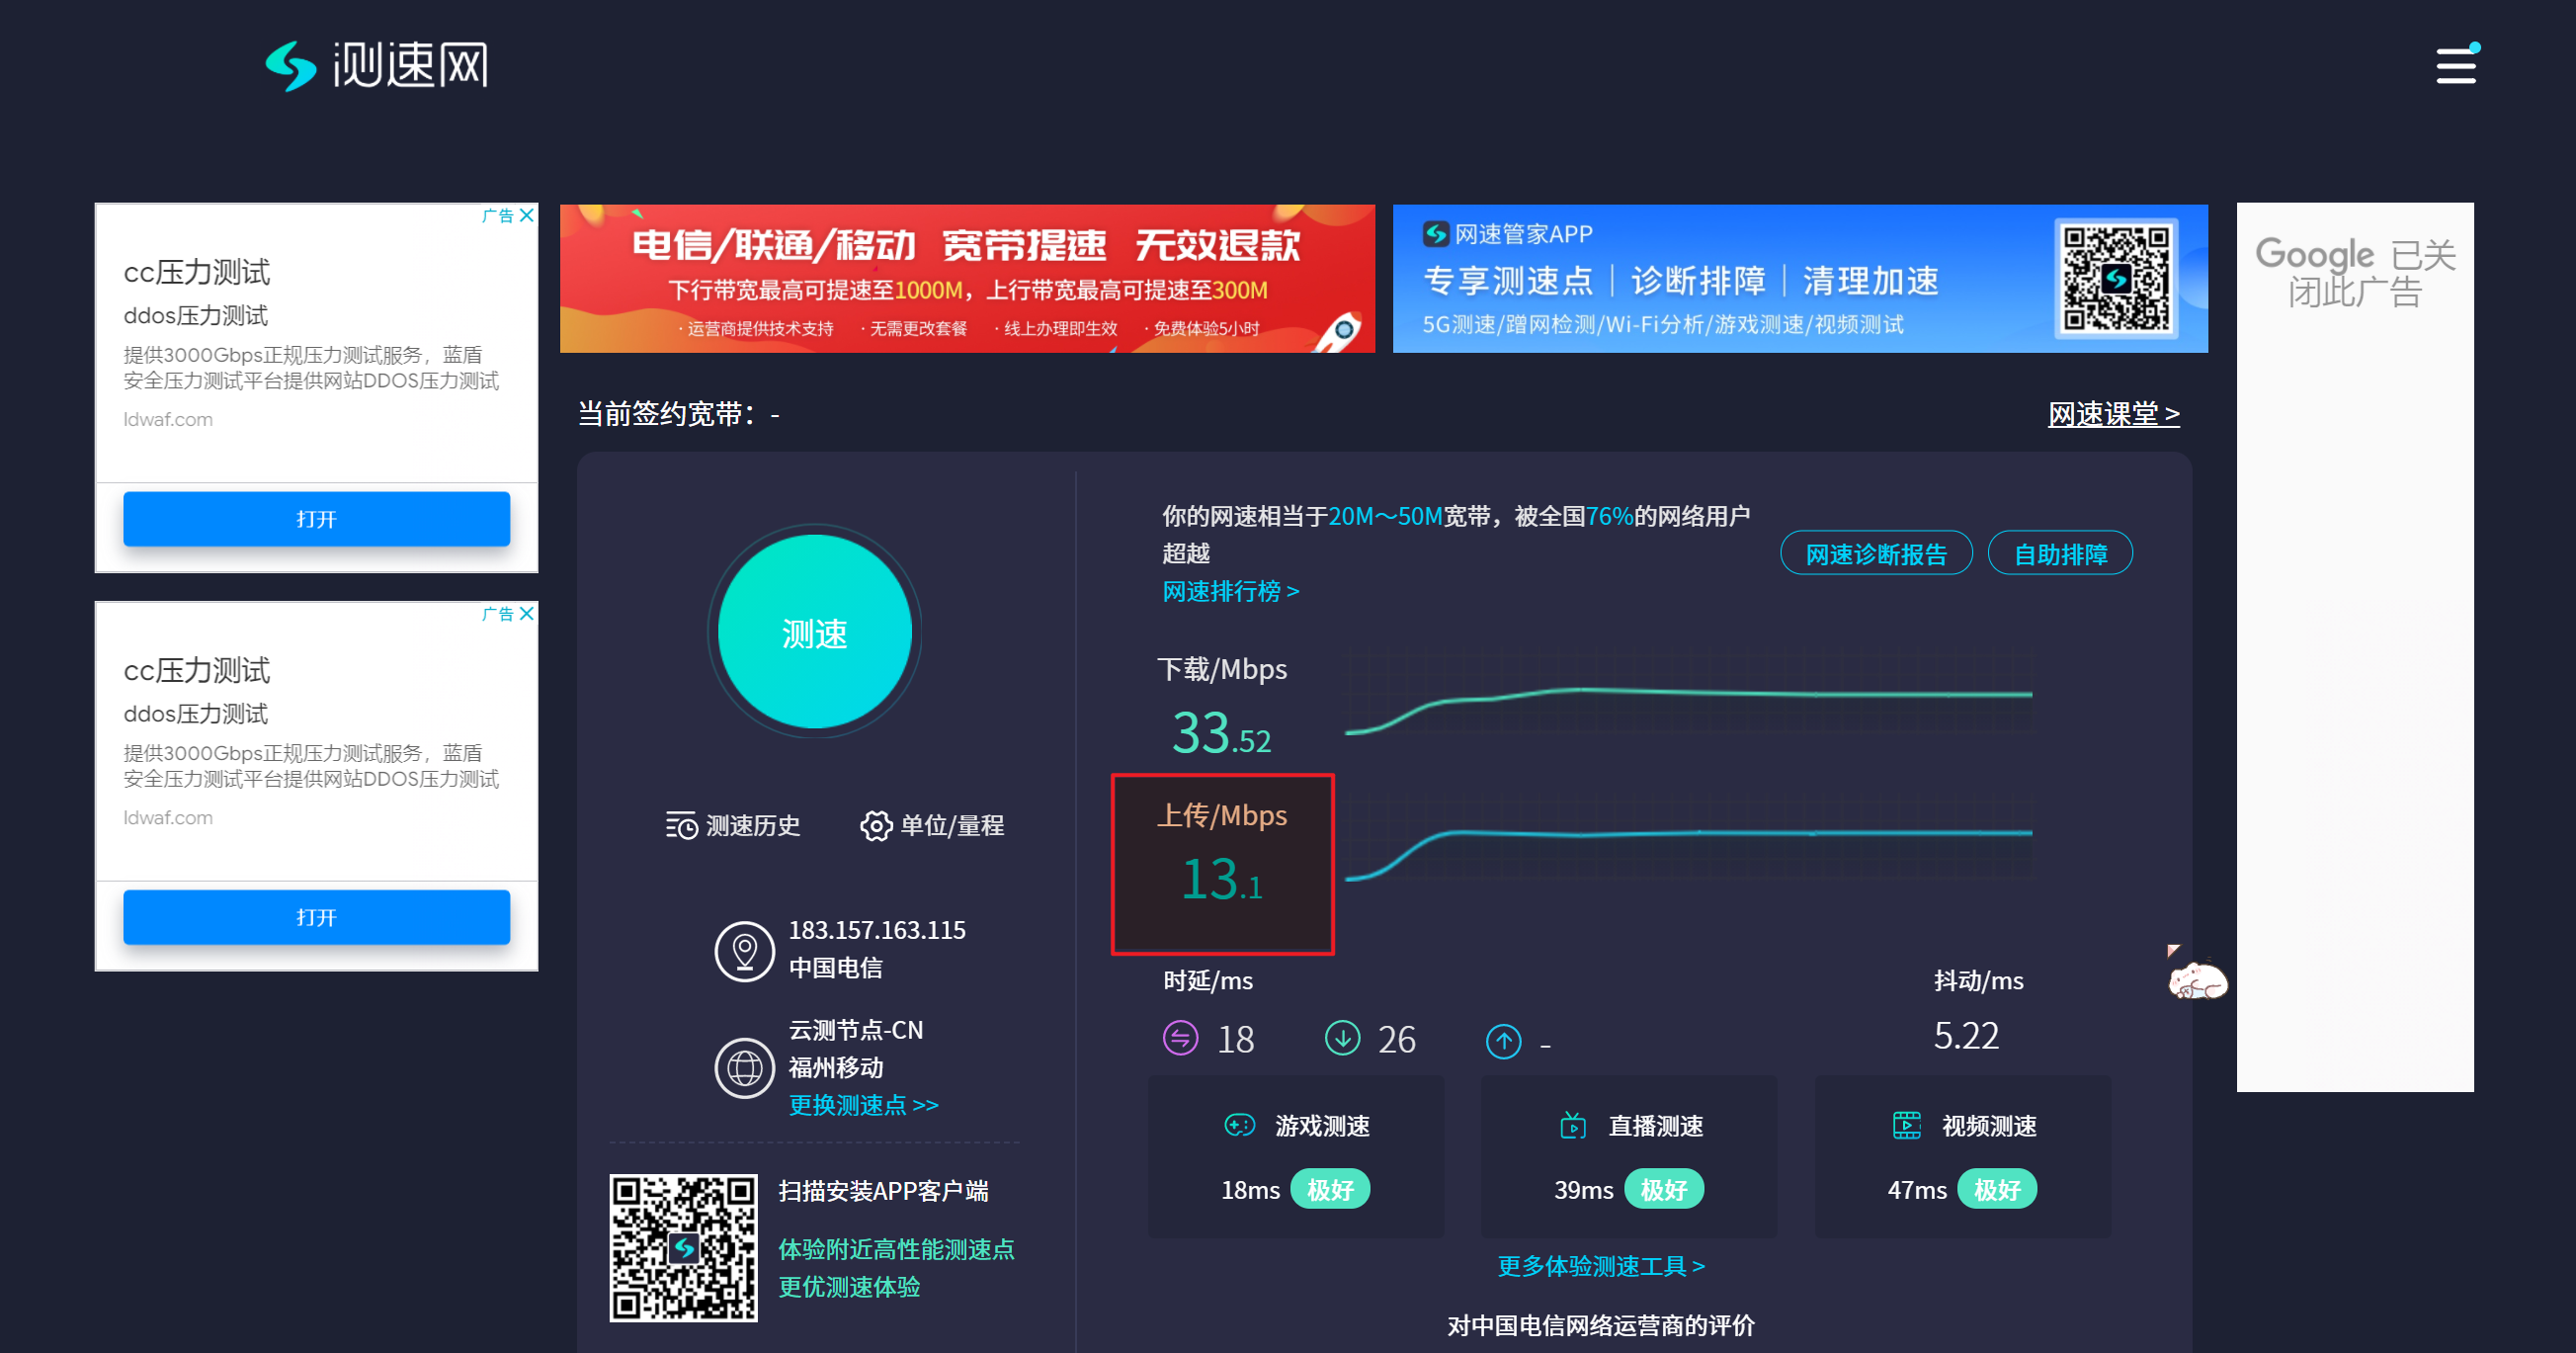 测速网
广告
cc压力测试
ddos压力测试
提供3000Gbps正规压力测试服务，蓝盾
安全压力测试平台提供网站DDOS压力测试
ldwaf.com
打开
广告
cc压力测试
ddos压力测试
提供3000Gbps正规压力测试服务，蓝盾
安全压力测试平台提供网站DDOS压力测试
ldwaf.com
打开
电信/联通/移动 宽带提速 无效退款
下行带宽最高可提速至1000M，上行带宽最高可提速至300M
·运营商提供技术支持 ·无需更改套餐 ·线上办理即生效 ·免费体验5小时
网速管家APP
专享测速点｜诊断排障｜清理加速
5G测速/蹭网检测/Wi-Fi分析/游戏测速/视频测试
Google 已关
闭此广告
当前签约宽带：-
网速课堂 >
测速
测速历史
单位/量程
183.157.163.115
中国电信
云测节点-CN
福州移动
更换测速点 >>
扫描安装APP客户端
体验附近高性能测速点
更优测速体验
你的网速相当于20M～50M宽带，被全国76%的网络用户
超越
网速排行榜 >
网速诊断报告
自助排障
下载/Mbps
33.52
上传/Mbps
13.1
时延/ms
抖动/ms
18
26
-
5.22
游戏测速
18ms 极好
直播测速
39ms 极好
视频测速
47ms 极好
更多体验测速工具 >
对中国电信网络运营商的评价